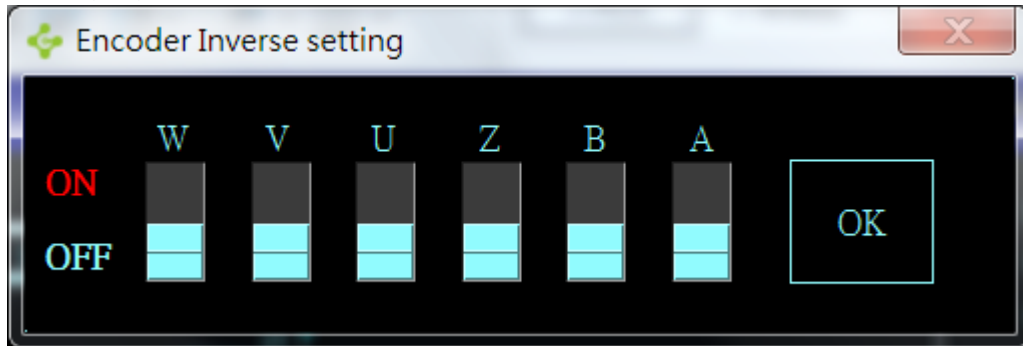 Encoder Inverse setting
W V U Z B A
ON
OFF
OK